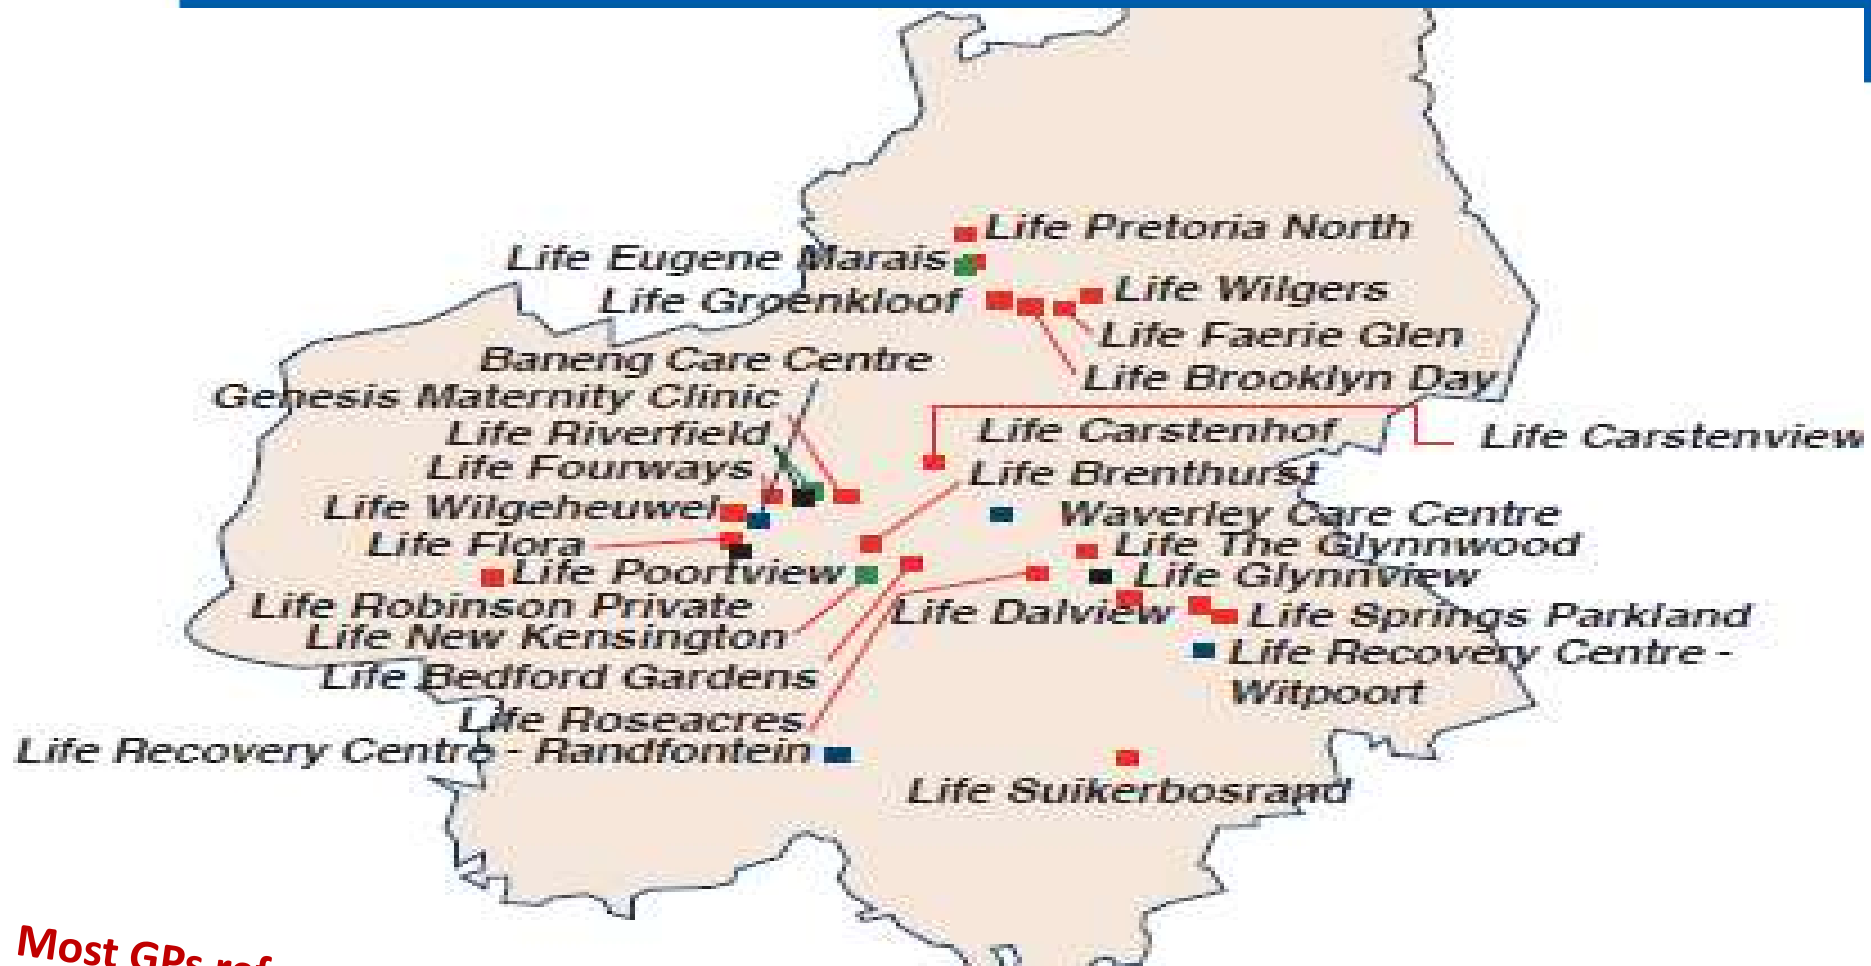 Life Pretoria North
Life Eugene Marais
Life Groenkloof
Life Wilgers
Life Faerie Glen
Baneng Care Centre
Life Brooklyn Day
Genesis Maternity Clinic
Life Riverfield
Life Carstenhof
Life Carstenview
Life Fourways
Life Brenthurst
Life Wilgeheuwel
Waverley Care Centre
Life Flora
Life The Glynnwood
Life Poortview
Life Glynnview
Life Robinson Private
Life Dalview
Life Springs Parkland
Life New Kensington
Life Recovery Centre -
Witpoort
Life Bedford Gardens
Life Roseacres
Life Recovery Centre - Randfontein
Life Suikerbosrand
Most GPs